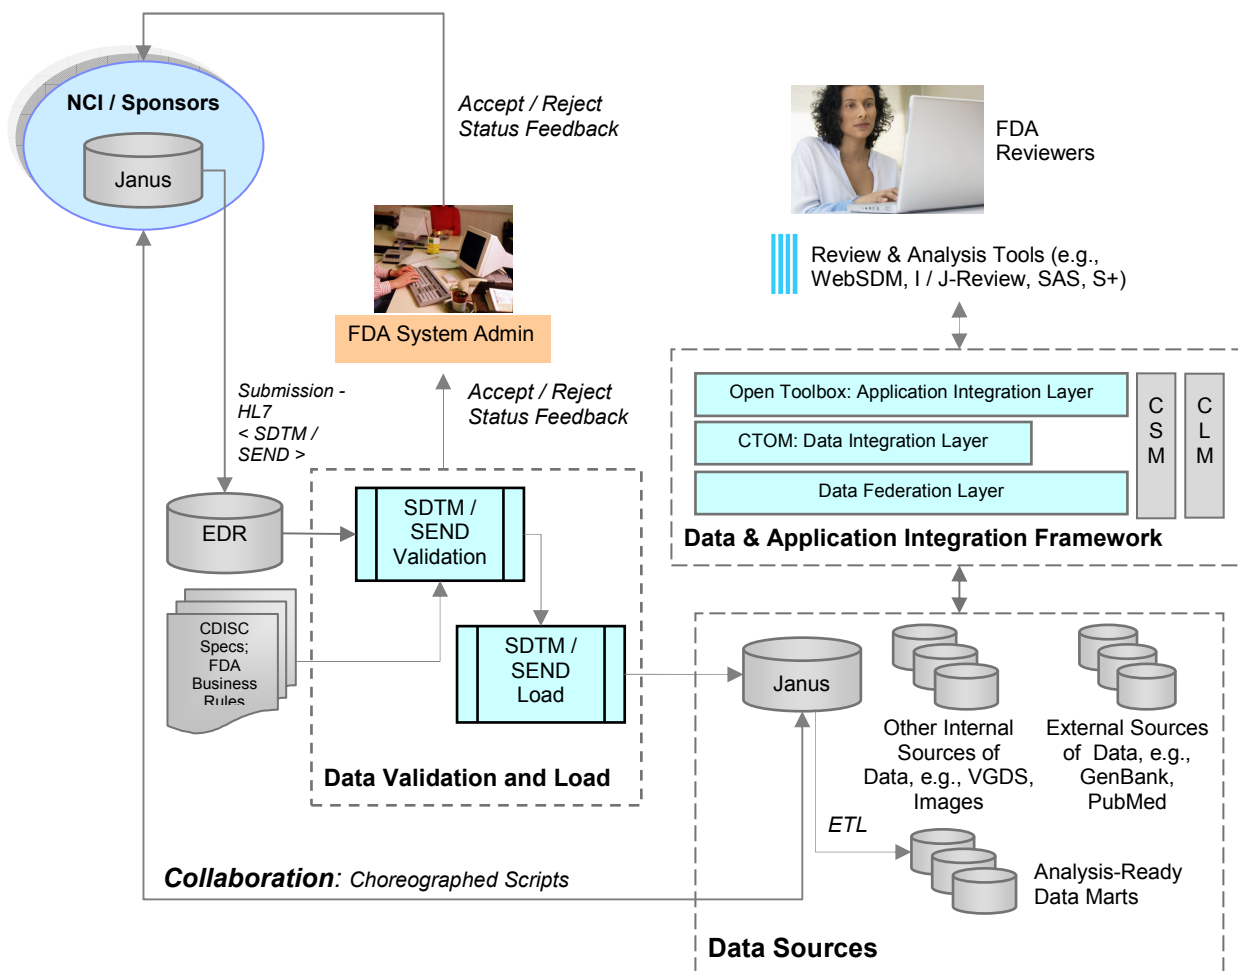 NCI / Sponsors
Janus
Accept / Reject
Status Feedback
FDA
Reviewers
Review & Analysis Tools (e.g.,
WebSDM, I / J-Review, SAS, S+)
FDA System Admin
Submission -
HL7
< SDTM /
SEND >
Accept / Reject
Status Feedback
Open Toolbox: Application Integration Layer
CTOM: Data Integration Layer
Data Federation Layer
C
S
M
C
L
M
Data & Application Integration Framework
EDR
SDTM /
SEND
Validation
CDISC
Specs;
FDA
Business
Rules
SDTM /
SEND
Load
Data Validation and Load
Janus
Other Internal
Sources of
Data, e.g., VGDS,
Images
External Sources
of Data, e.g.,
GenBank,
PubMed
ETL
Analysis-Ready
Data Marts
Collaboration: Choreographed Scripts
Data Sources